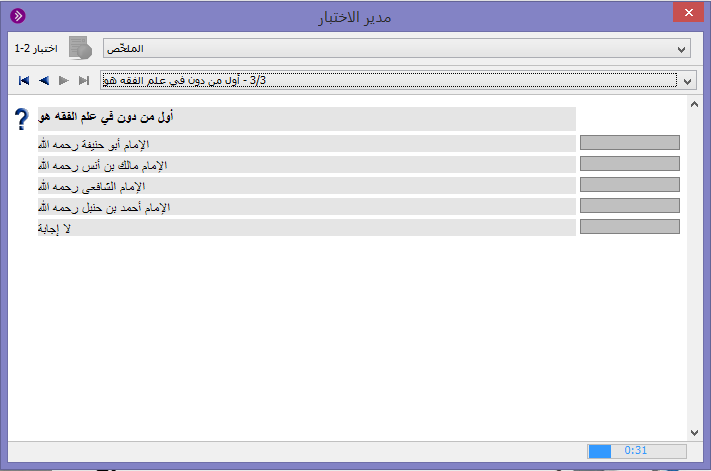 مدير الاختبار
اختبار 2-1
الملخّص
3/3 - أول من دون في علم الفقه هو
أول من دون في علم الفقه هو
الإمام أبو حنيفة رحمه الله
الإمام مالك بن أنس رحمه الله
الإمام الشافعي رحمه الله
الإمام أحمد بن حنبل رحمه الله
لا إجابة
0:31